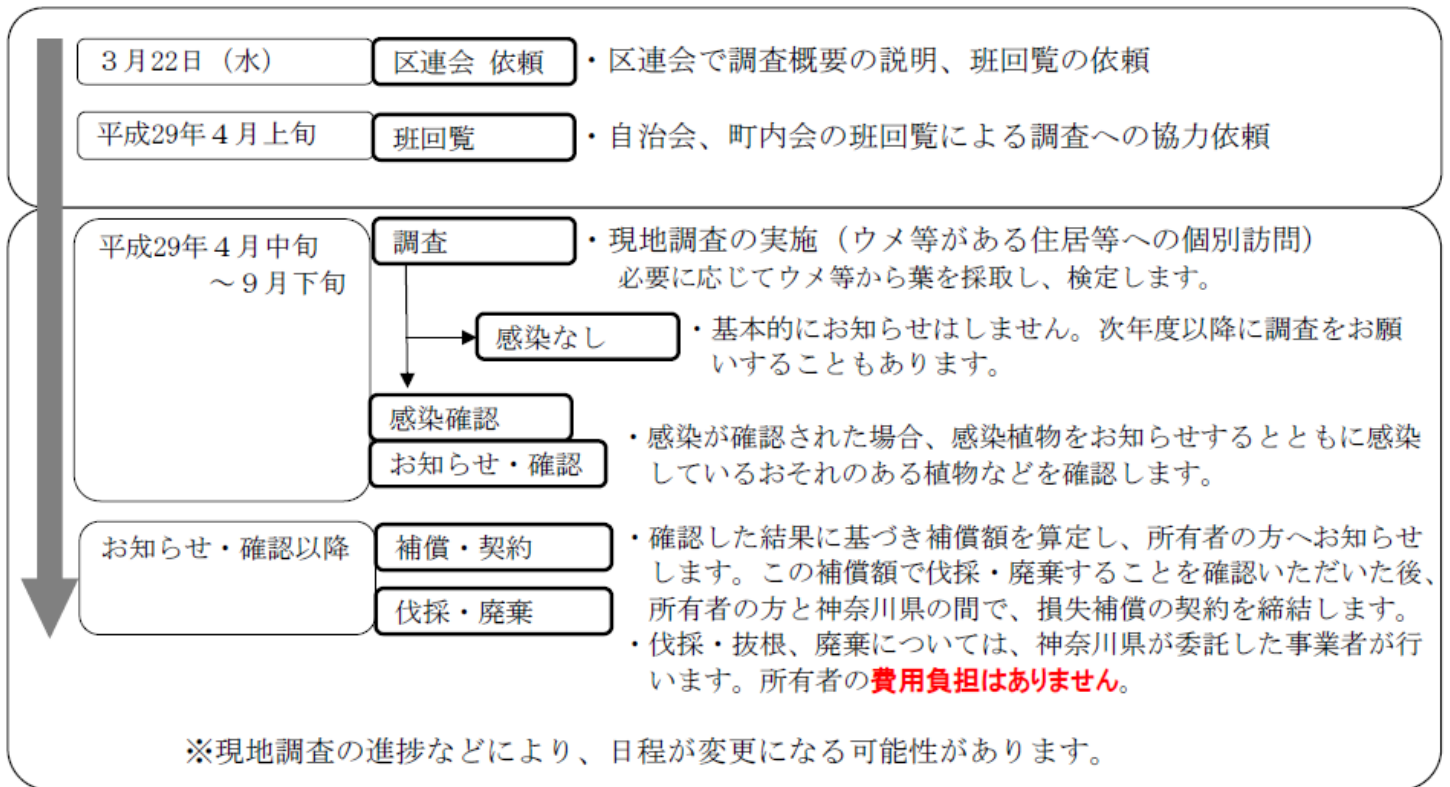 ３月22日（水）
区連会 依頼
・区連会で調査概要の説明、班回覧の依頼
平成29年４月上旬
班回覧
・自治会、町内会の班回覧による調査への協力依頼
平成29年４月中旬
～９月下旬
調査
・現地調査の実施（ウメ等がある住居等への個別訪問）
必要に応じてウメ等から葉を採取し、検定します。
感染なし
・基本的にお知らせはしません。次年度以降に調査をお願
いすることもあります。
感染確認
お知らせ・確認
・感染が確認された場合、感染植物をお知らせするとともに感染
しているおそれのある植物などを確認します。
お知らせ・確認以降
補償・契約
伐採・廃棄
・確認した結果に基づき補償額を算定し、所有者の方へお知らせ
します。この補償額で伐採・廃棄することを確認いただいた後、
所有者の方と神奈川県の間で、損失補償の契約を締結します。
・伐採・抜根、廃棄については、神奈川県が委託した事業者が行
います。所有者の費用負担はありません。
※現地調査の進捗などにより、日程が変更になる可能性があります。